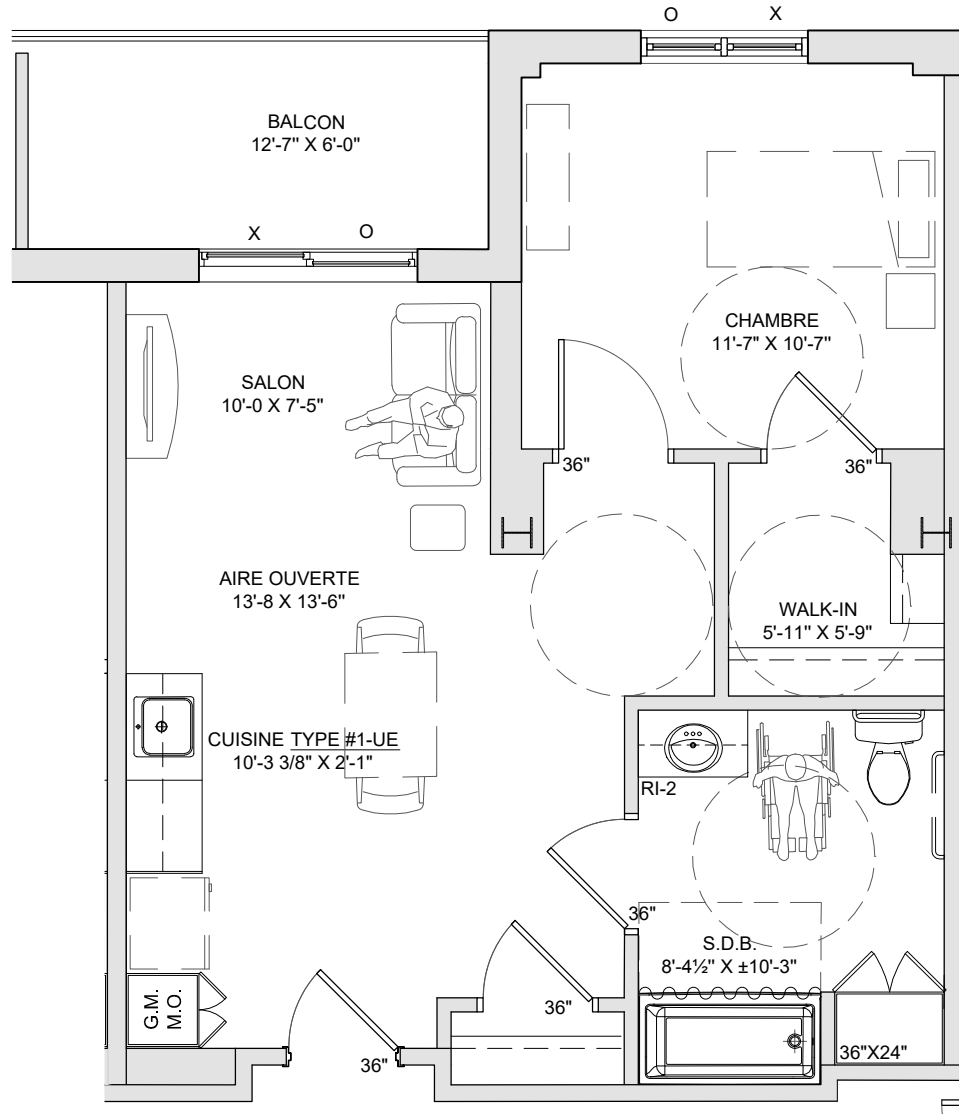 O X
BALCON
12'-7" X 6'-0"
X O
CHAMBRE
11'-7" X 10'-7"
SALON
10'-0 X 7'-5"
36"
36"
AIRE OUVERTE
13'-8 X 13'-6"
WALK-IN
5'-11" X 5'-9"
CUISINE TYPE #1-UE
10'-3 3/8" X 2'-1"
RI-2
36"
S.D.B.
8'-4½" X ±10'-3"
G.M.
M.O.
36"
36"
36"X24"